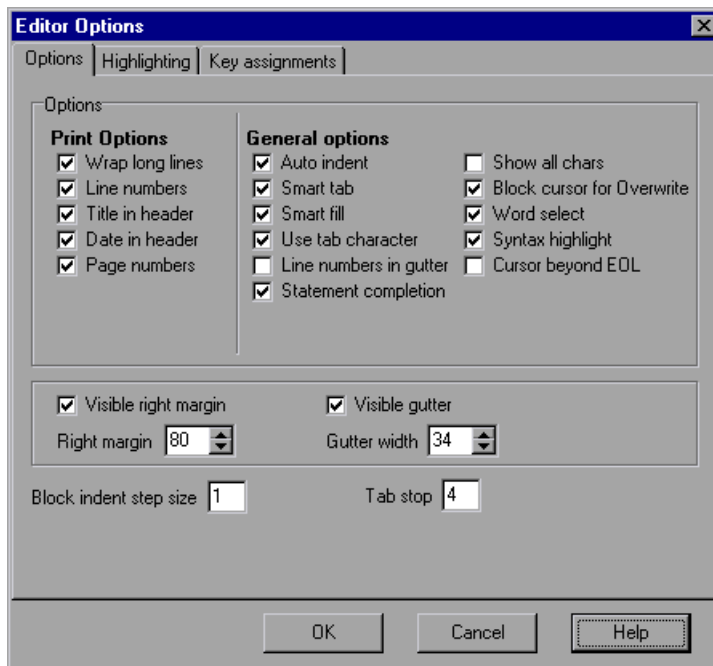 Editor Options
Options Highlighting Key assignments
Options
Print Options
Wrap long lines
Line numbers
Title in header
Date in header
Page numbers
General options
Auto indent
Smart tab
Smart fill
Use tab character
Line numbers in gutter
Statement completion
Show all chars
Block cursor for Overwrite
Word select
Syntax highlight
Cursor beyond EOL
Visible right margin Visible gutter
Right margin 80 Gutter width 34
Block indent step size 1 Tab stop 4
OK Cancel Help